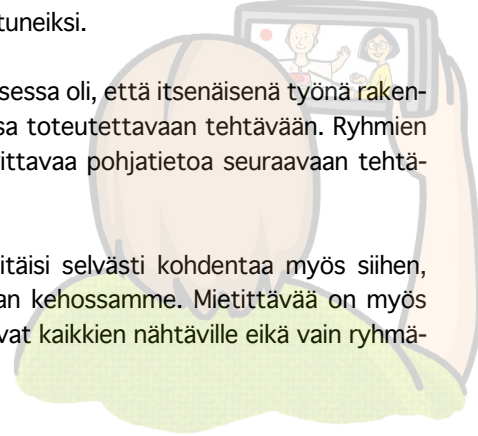 tuneiksi.
sessa oli, että itsenäisenä työnä raken-
sa toteutettavaan tehtävään. Ryhmien
ittavaa pohjatietoa seuraavaan tehtä-
itäisi selvästi kohdentaa myös siihen,
an kehossamme. Mietittävää on myös
vat kaikkien nähtäville eikä vain ryhmä-